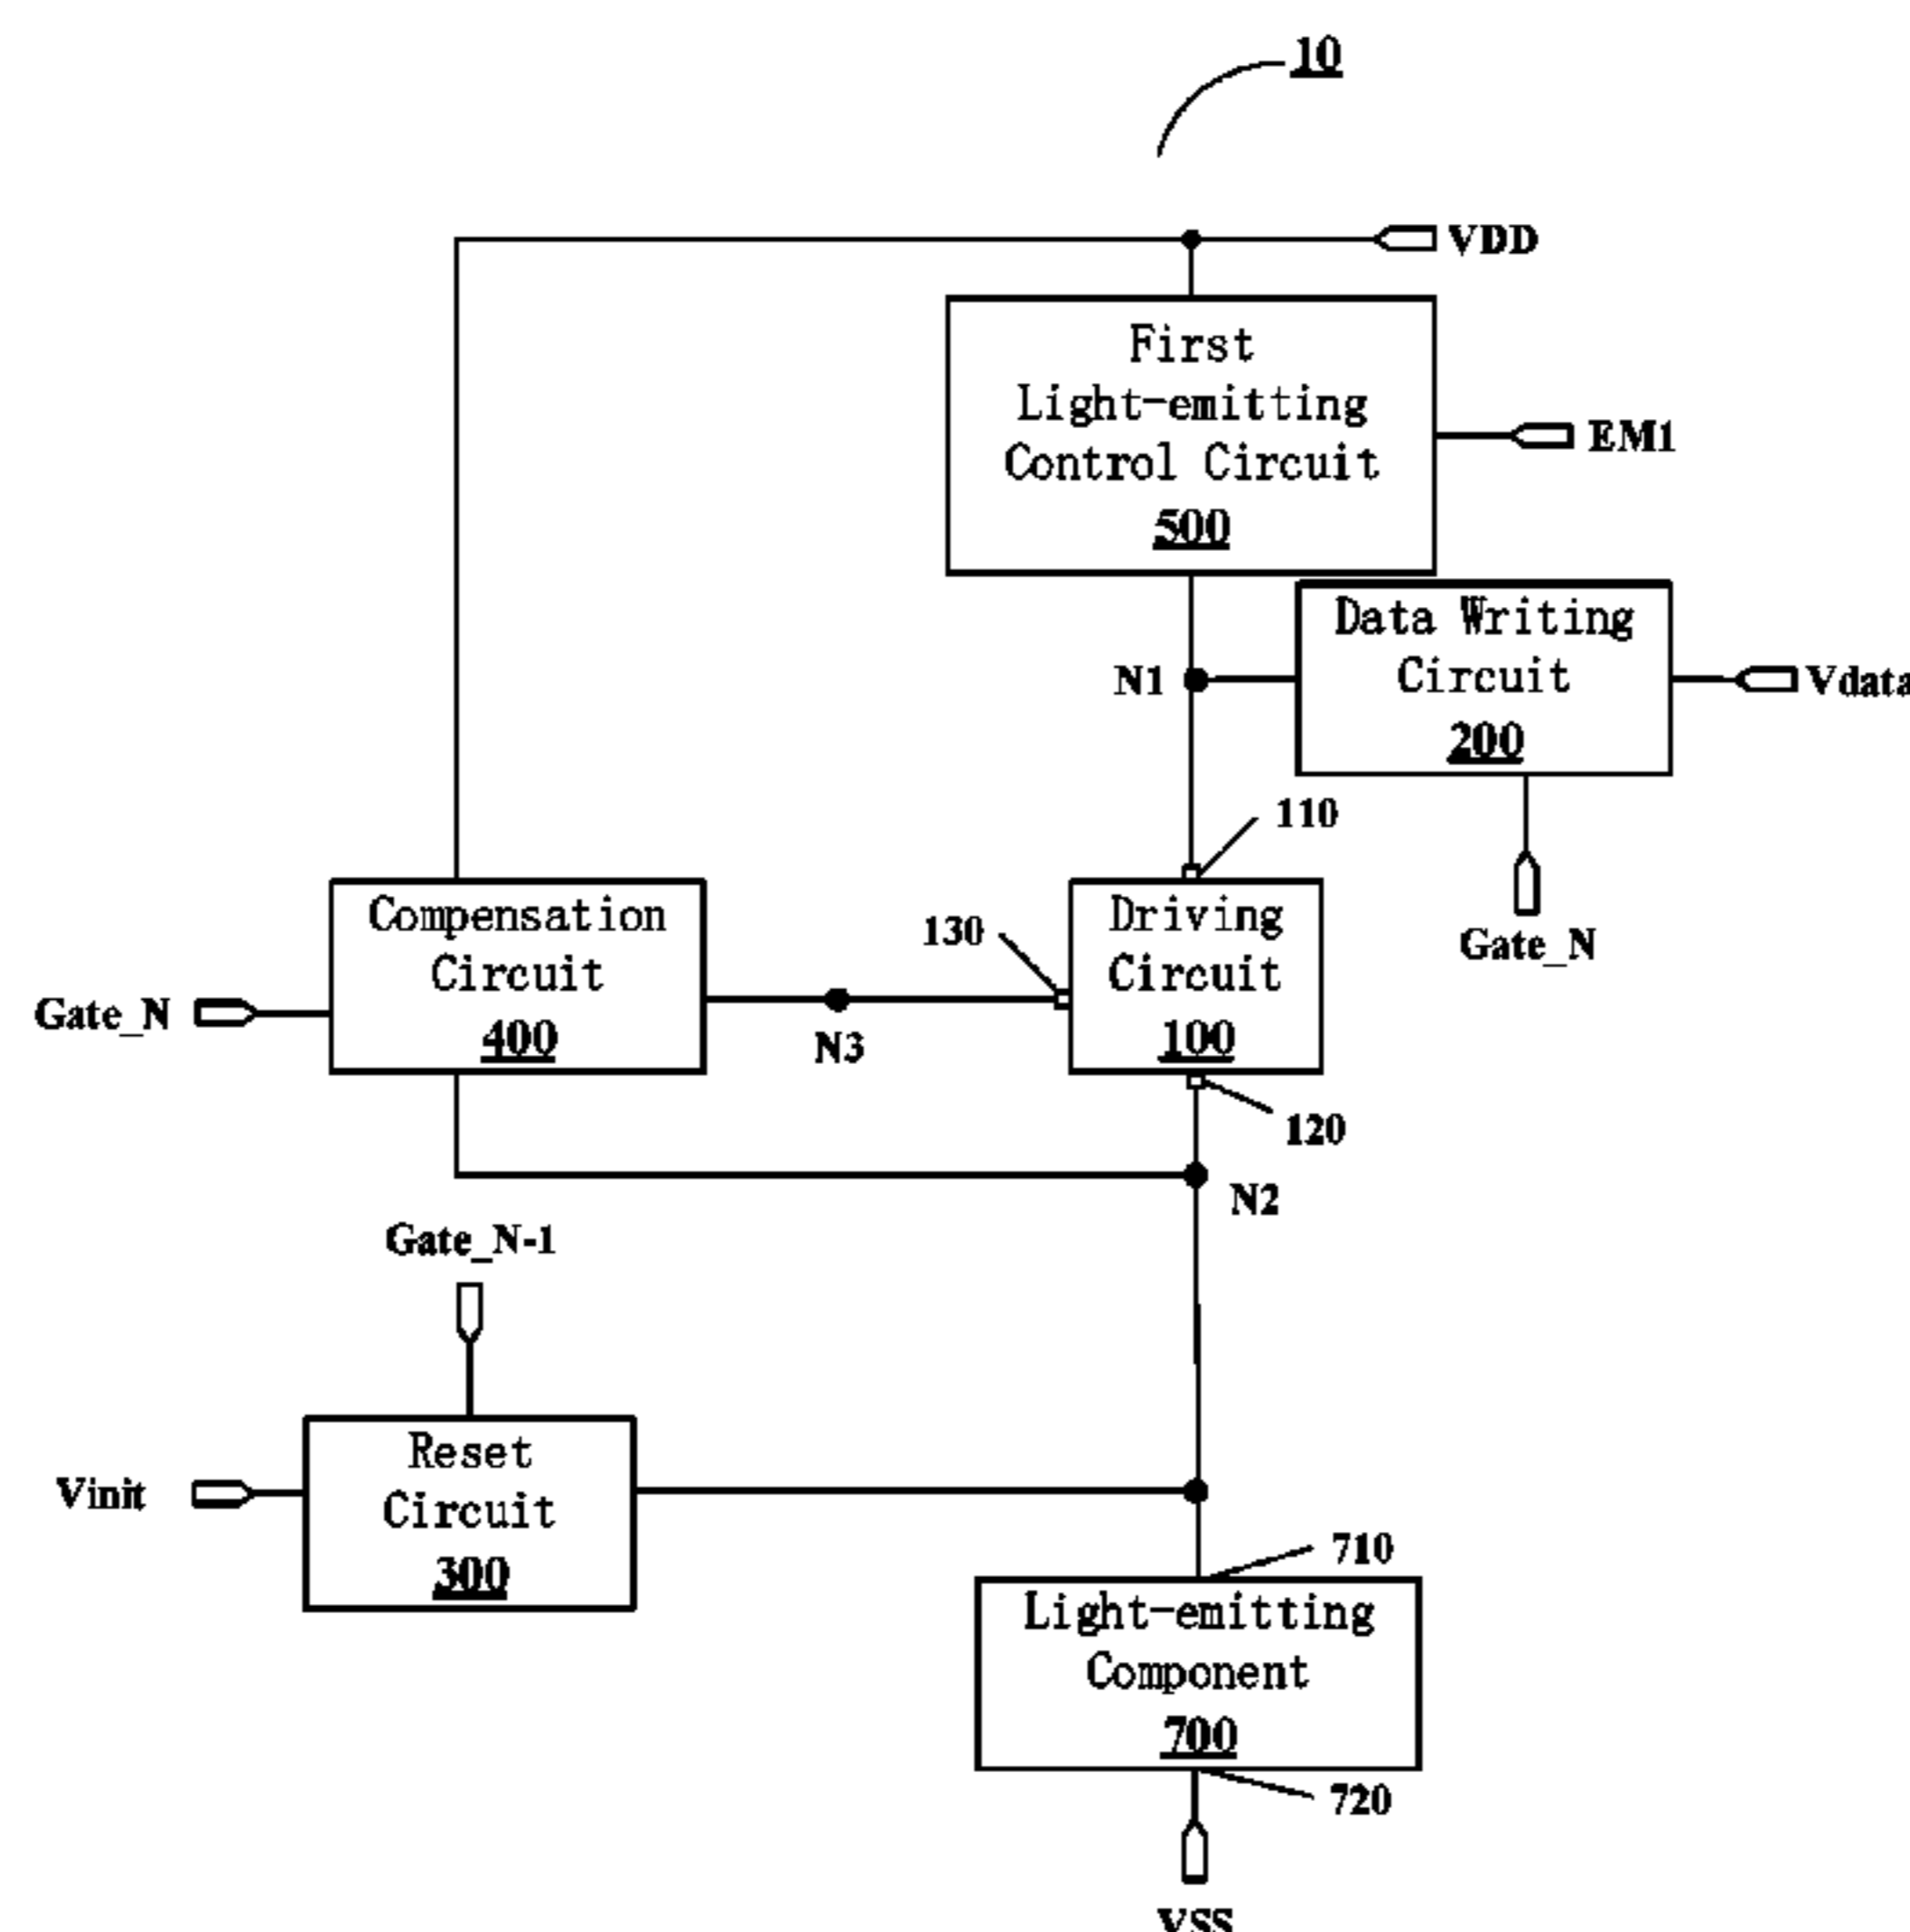 10
VDD
First
Light-emitting
Control Circuit
500
EM1
Data Writing
Circuit
200
N1
Vdata
110
Gate_N
Compensation
Circuit
400
130
Driving
Circuit
100
Gate_N
N3
120
N2
Gate_N-1
Reset
Circuit
300
Vinit
710
Light-emitting
Component
700
720
VSS